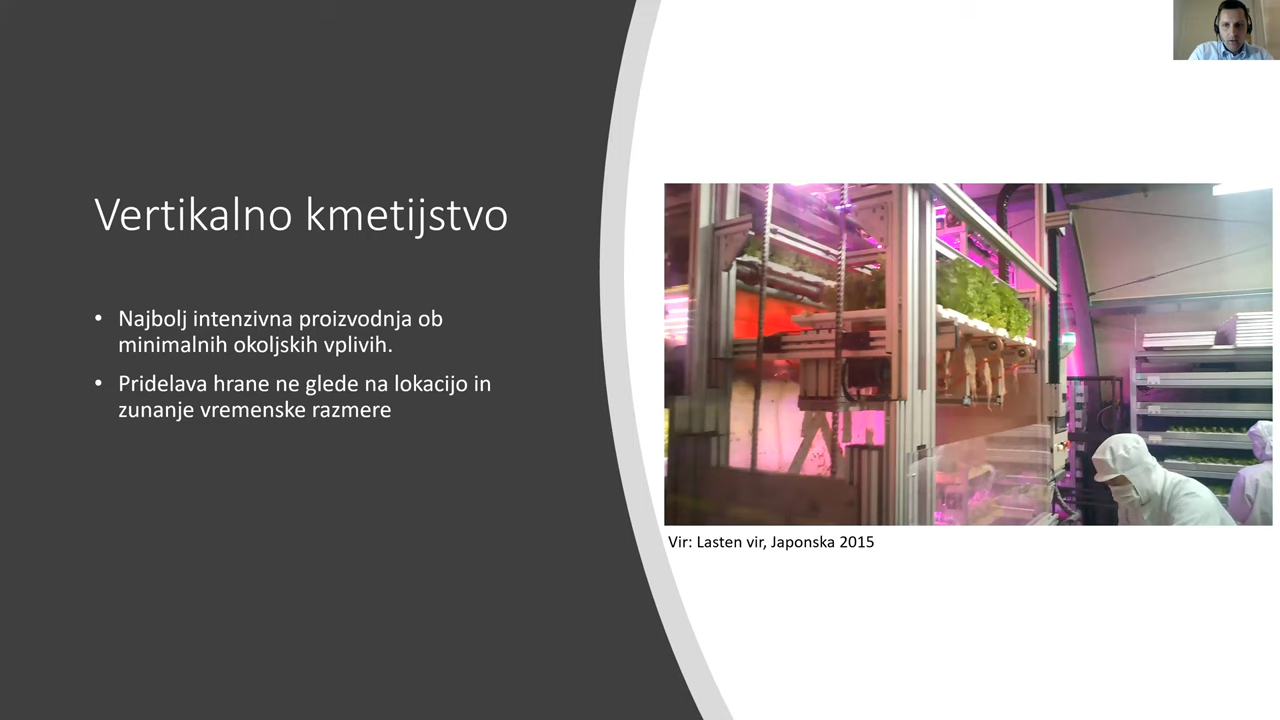 Vertikalno kmetijstvo
• Najbolj intenzivna proizvodnja ob
minimalnih okoljskih vplivih.
• Pridelava hrane ne glede na lokacijo in
zunanje vremenske razmere
Vir: Lasten vir, Japonska 2015